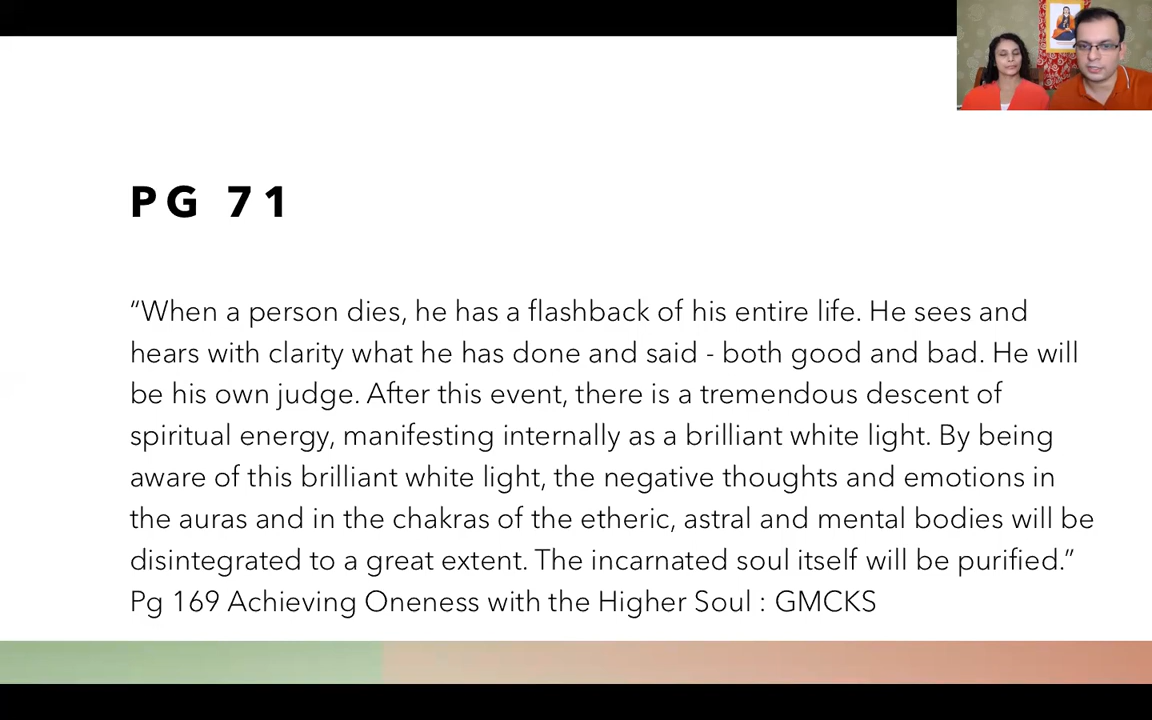 PG 71
“When a person dies, he has a flashback of his entire life. He sees and
hears with clarity what he has done and said - both good and bad. He will
be his own judge. After this event, there is a tremendous descent of
spiritual energy, manifesting internally as a brilliant white light. By being
aware of this brilliant white light, the negative thoughts and emotions in
the auras and in the chakras of the etheric, astral and mental bodies will be
disintegrated to a great extent. The incarnated soul itself will be purified.”
Pg 169 Achieving Oneness with the Higher Soul : GMCKS